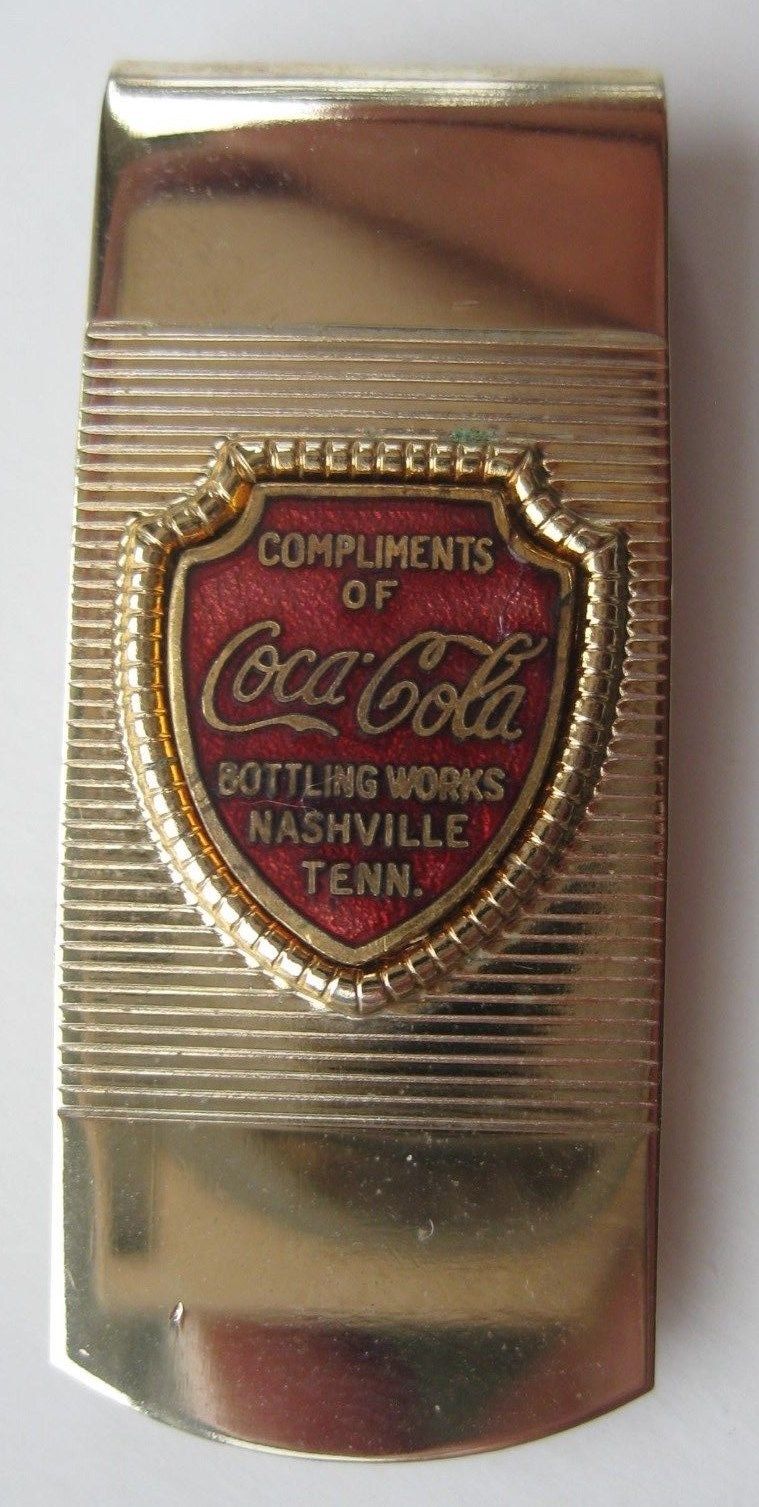 COMPLIMENTS
OF
Coca-Cola
BOTTLING WORKS
NASHVILLE
TENN.